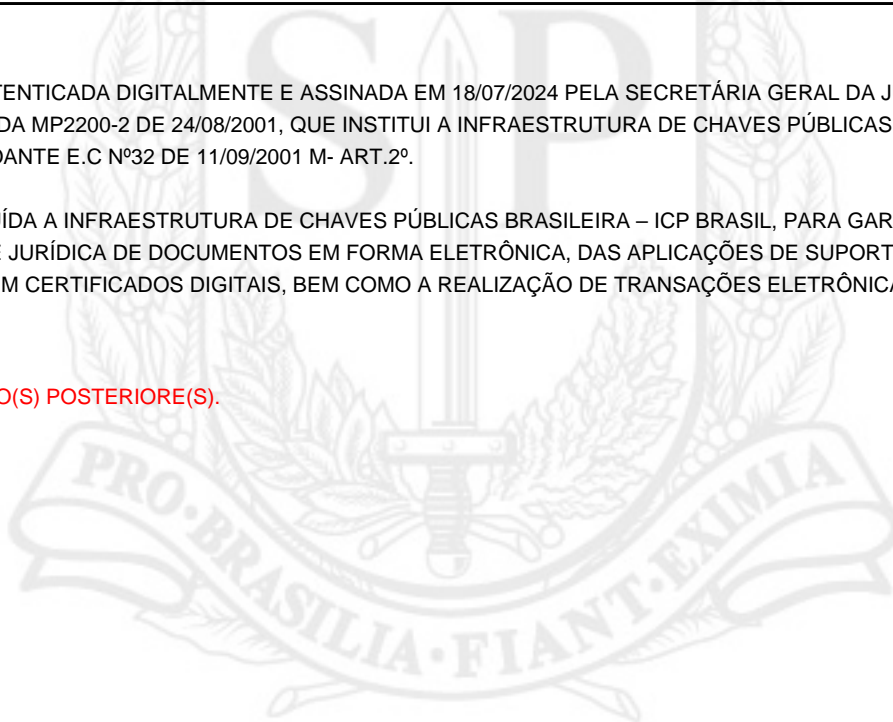 SP
TENTICADA DIGITALMENTE E ASSINADA EM 18/07/2024 PELA SECRETÁRIA GERAL DA J
DA MP2200-2 DE 24/08/2001, QUE INSTITUI A INFRAESTRUTURA DE CHAVES PÚBLICAS
DANTE E.C Nº32 DE 11/09/2001 M- ART.2º.
ÍDA A INFRAESTRUTURA DE CHAVES PÚBLICAS BRASILEIRA – ICP BRASIL, PARA GAR
E JURÍDICA DE DOCUMENTOS EM FORMA ELETRÔNICA, DAS APLICAÇÕES DE SUPORT
M CERTIFICADOS DIGITAIS, BEM COMO A REALIZAÇÃO DE TRANSAÇÕES ELETRÔNICA
O(S) POSTERIORE(S).
PRO·BRASILIA·FIANT·EXIMIA